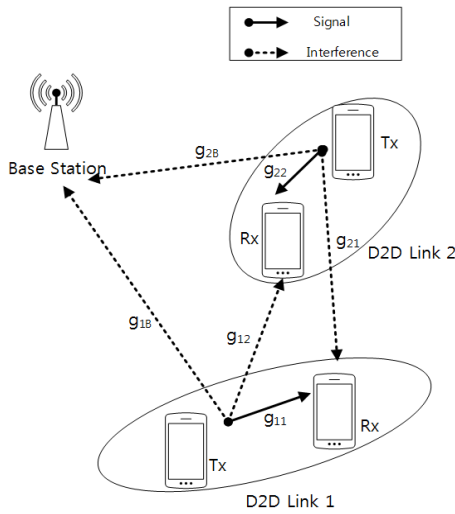 Signal
Interference
Base Station
g2B
Tx
g22
Rx
g21
D2D Link 2
g1B
g12
g11
Rx
Tx
D2D Link 1